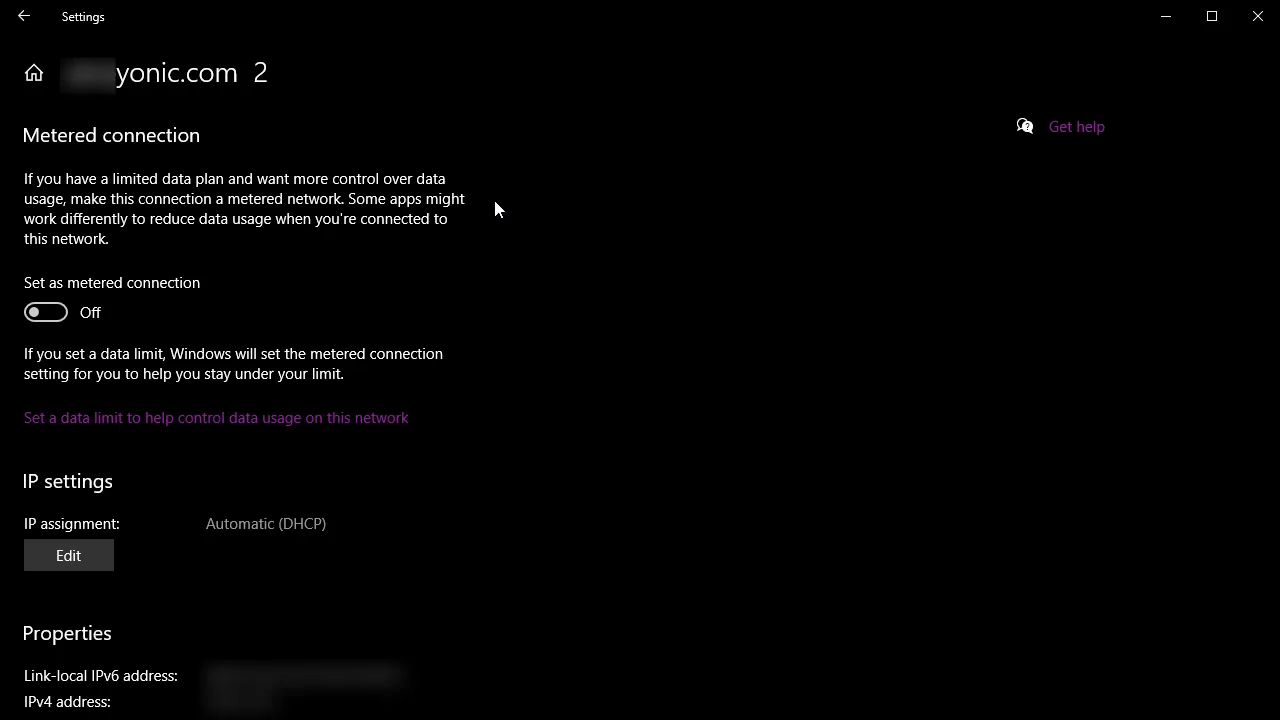 Settings
yonic.com 2
Metered connection
Get help
If you have a limited data plan and want more control over data
usage, make this connection a metered network. Some apps might
work differently to reduce data usage when you're connected to
this network.
Set as metered connection
Off
If you set a data limit, Windows will set the metered connection
setting for you to help you stay under your limit.
Set a data limit to help control data usage on this network
IP settings
IP assignment: Automatic (DHCP)
Edit
Properties
Link-local IPv6 address:
IPv4 address: